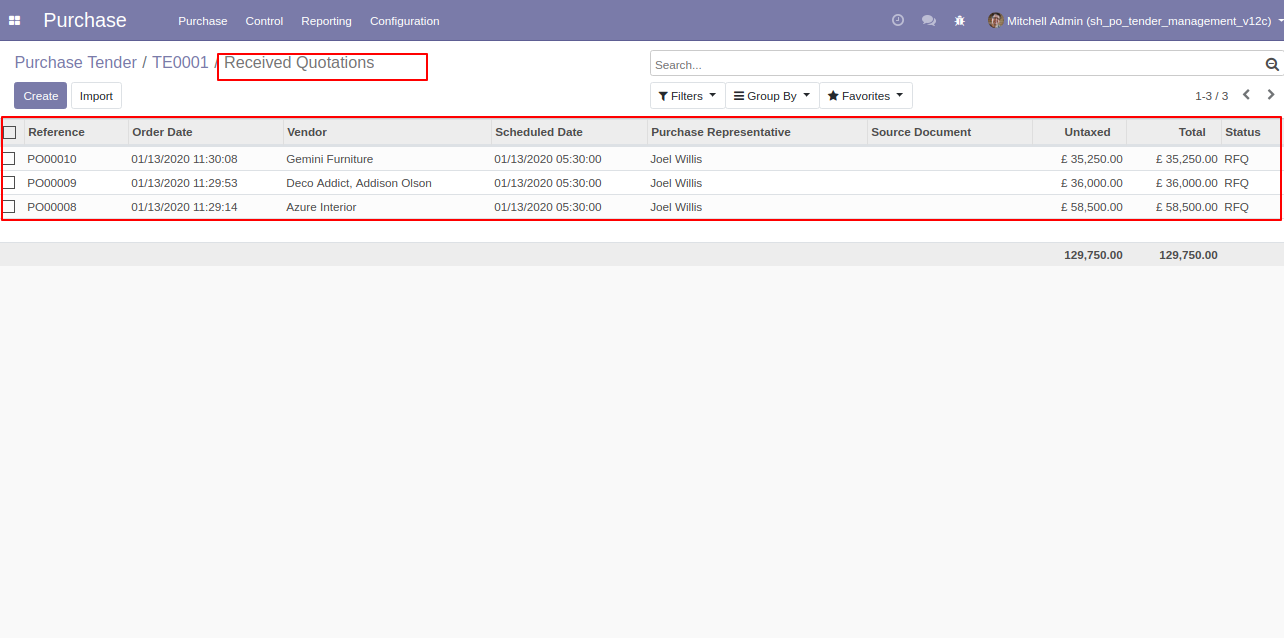 Purchase Purchase Control Reporting Configuration Mitchell Admin (sh_po_tender_management_v12c)
Purchase Tender / TE0001 / Received Quotations
Search...
Create Import Filters Group By Favorites 1-3 / 3
Reference Order Date Vendor Scheduled Date Purchase Representative Source Document Untaxed Total Status
PO00010 01/13/2020 11:30:08 Gemini Furniture 01/13/2020 05:30:00 Joel Willis £ 35,250.00 £ 35,250.00 RFQ
PO00009 01/13/2020 11:29:53 Deco Addict, Addison Olson 01/13/2020 05:30:00 Joel Willis £ 36,000.00 £ 36,000.00 RFQ
PO00008 01/13/2020 11:29:14 Azure Interior 01/13/2020 05:30:00 Joel Willis £ 58,500.00 £ 58,500.00 RFQ
129,750.00 129,750.00